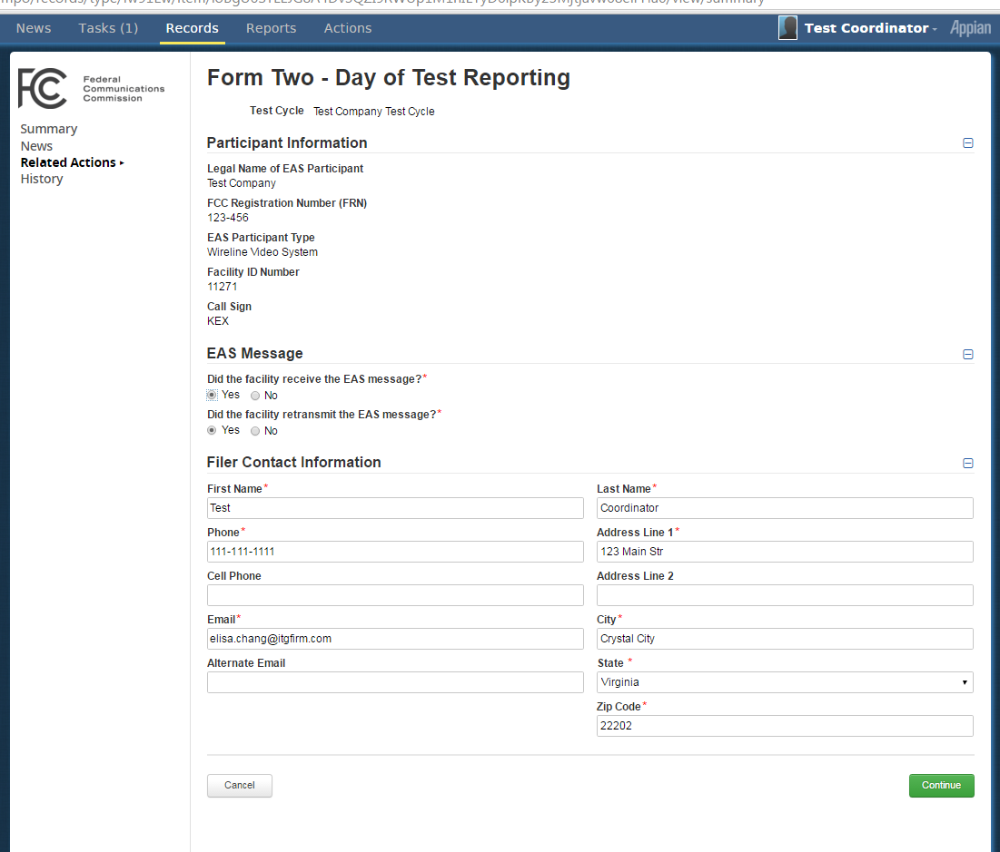 News Tasks (1) Records Reports Actions Test Coordinator Appian
FCC Federal
Communications
Commission
Summary
News
Related Actions
History
Form Two - Day of Test Reporting
Test Cycle Test Company Test Cycle
Participant Information
Legal Name of EAS Participant
Test Company
FCC Registration Number (FRN)
123-456
EAS Participant Type
Wireline Video System
Facility ID Number
11271
Call Sign
KEX
EAS Message
Did the facility receive the EAS message?*
Yes No
Did the facility retransmit the EAS message?*
Yes No
Filer Contact Information
First Name* Last Name*
Test Coordinator
Phone* Address Line 1*
111-111-1111 123 Main Str
Cell Phone Address Line 2
Email* City*
elisa.chang@itgfirm.com Crystal City
Alternate Email State *
Virginia
Zip Code*
22202
Cancel Continue